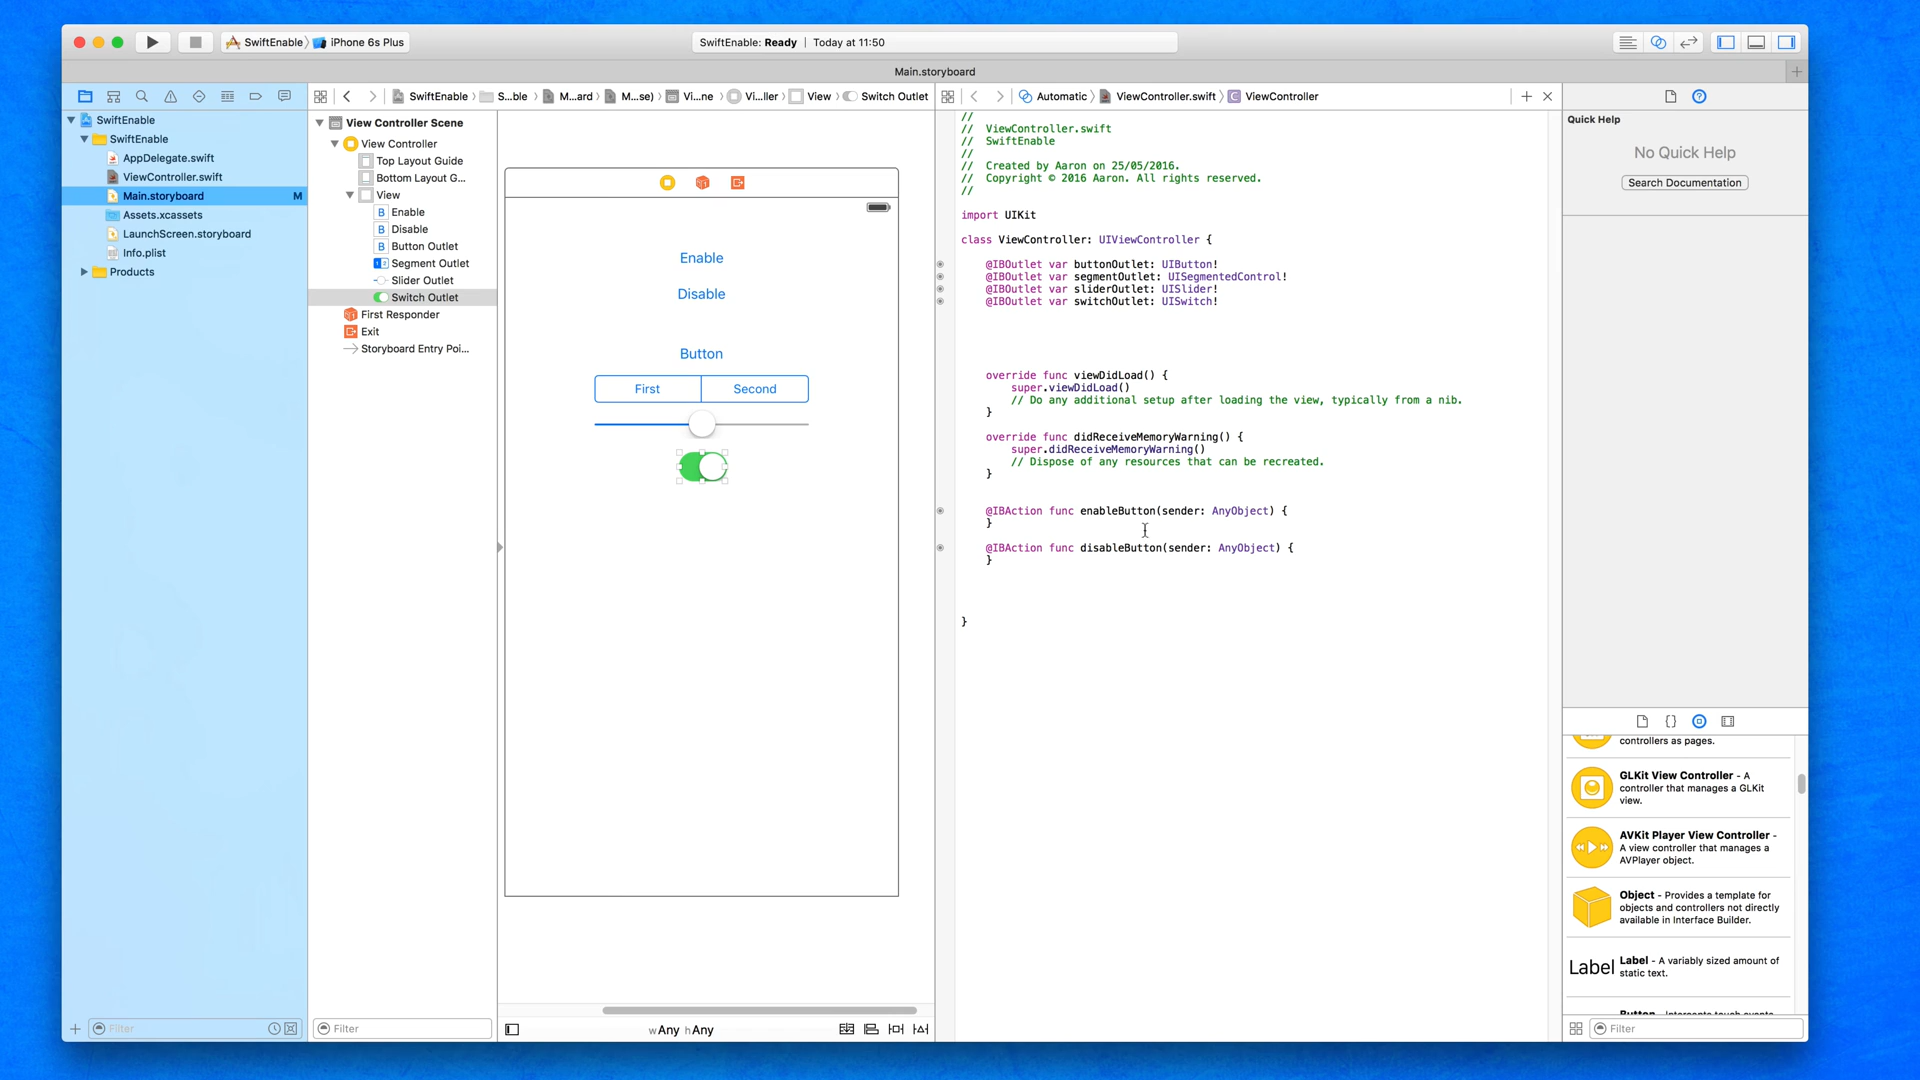 SwiftEnable
iPhone 6s Plus
SwiftEnable: Ready | Today at 11:50
Main.storyboard
SwiftEnable
S...ble
M...ard
M...se)
Vi...ne
Vi...ller
View
Switch Outlet
Automatic
ViewController.swift
ViewController
SwiftEnable
SwiftEnable
AppDelegate.swift
ViewController.swift
Main.storyboard M
Assets.xcassets
LaunchScreen.storyboard
Info.plist
Products
Filter
View Controller Scene
View Controller
Top Layout Guide
Bottom Layout G...
View
B Enable
B Disable
B Button Outlet
1 2 Segment Outlet
Slider Outlet
Switch Outlet
First Responder
Exit
Storyboard Entry Poi...
Filter
Enable
Disable
Button
First Second
wAny hAny
//
// ViewController.swift
// SwiftEnable
//
// Created by Aaron on 25/05/2016.
// Copyright © 2016 Aaron. All rights reserved.
//
import UIKit
class ViewController: UIViewController {
@IBOutlet var buttonOutlet: UIButton!
@IBOutlet var segmentOutlet: UISegmentedControl!
@IBOutlet var sliderOutlet: UISlider!
@IBOutlet var switchOutlet: UISwitch!
override func viewDidLoad() {
super.viewDidLoad()
// Do any additional setup after loading the view, typically from a nib.
}
override func didReceiveMemoryWarning() {
super.didReceiveMemoryWarning()
// Dispose of any resources that can be recreated.
}
@IBAction func enableButton(sender: AnyObject) {
}
@IBAction func disableButton(sender: AnyObject) {
}
}
Quick Help
No Quick Help
Search Documentation
{}
controllers as pages.
GLKit View Controller - A
controller that manages a GLKit
view.
AVKit Player View Controller -
A view controller that manages a
AVPlayer object.
Object - Provides a template for
objects and controllers not directly
available in Interface Builder.
Label
Label - A variably sized amount of
static text.
Filter